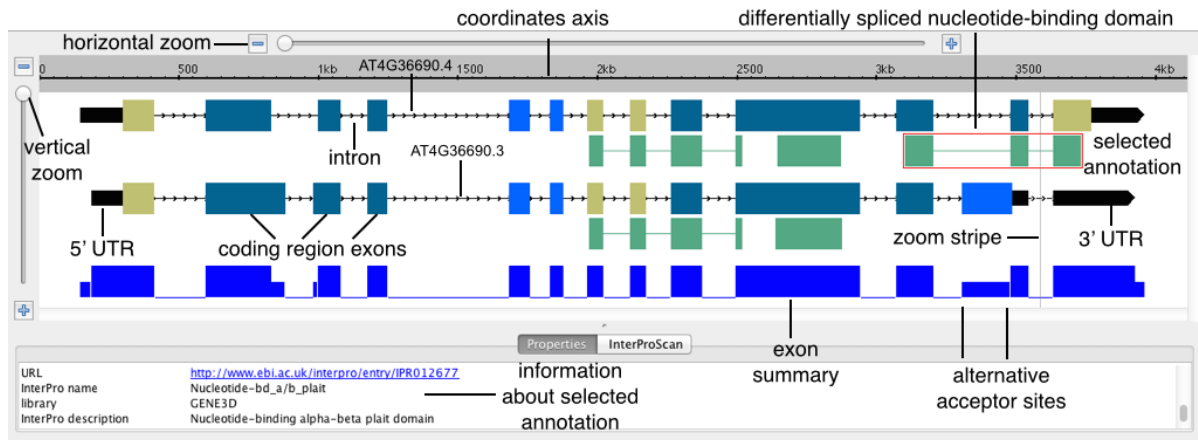 coordinates axis
differentially spliced nucleotide-binding domain
horizontal zoom
0
500
1kb
AT4G36690.4
1500
2kb
2500
3kb
3500
4kb
vertical
zoom
intron
AT4G36690.3
selected
annotation
5' UTR
coding region exons
zoom stripe
3' UTR
Properties
InterProScan
exon
summary
alternative
acceptor sites
information
about selected
annotation
URL http://www.ebi.ac.uk/interpro/entry/IPR012677
InterPro name Nucleotide-bd_a/b_plait
library GENE3D
InterPro description Nucleotide-binding alpha-beta plait domain